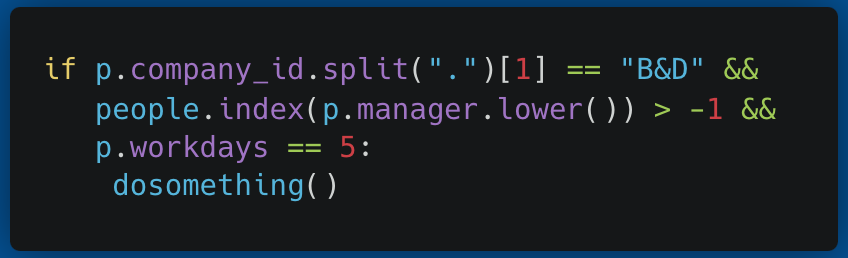 if p.company_id.split(".")[1] == "B&D" &&
people.index(p.manager.lower()) > -1 &&
p.workdays == 5:
dosomething()